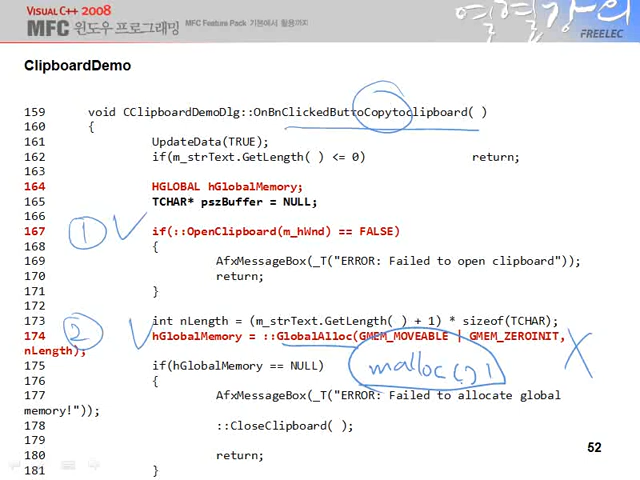 VISUAL C++ 2008
MFC 윈도우 프로그래밍 MFC Feature Pack 기본에서 활용까지
열혈강의
FREELEC
ClipboardDemo
159 void CClipboardDemoDlg::OnBnClickedButtoCopytoclipboard( )
160 {
161 UpdateData(TRUE);
162 if(m_strText.GetLength( ) <= 0) return;
163
164 HGLOBAL hGlobalMemory;
165 TCHAR* pszBuffer = NULL;
166
① 167 if(::OpenClipboard(m_hWnd) == FALSE)
168 {
169 AfxMessageBox(_T("ERROR: Failed to open clipboard"));
170 return;
171 }
172
173 int nLength = (m_strText.GetLength( ) + 1) * sizeof(TCHAR);
② 174 hGlobalMemory = ::GlobalAlloc(GMEM_MOVEABLE | GMEM_ZEROINIT,
nLength);
175 if(hGlobalMemory == NULL)
malloc( )
176 {
177 AfxMessageBox(_T("ERROR: Failed to allocate global
memory!"));
178 ::CloseClipboard( );
179
180 return;
181 }
52